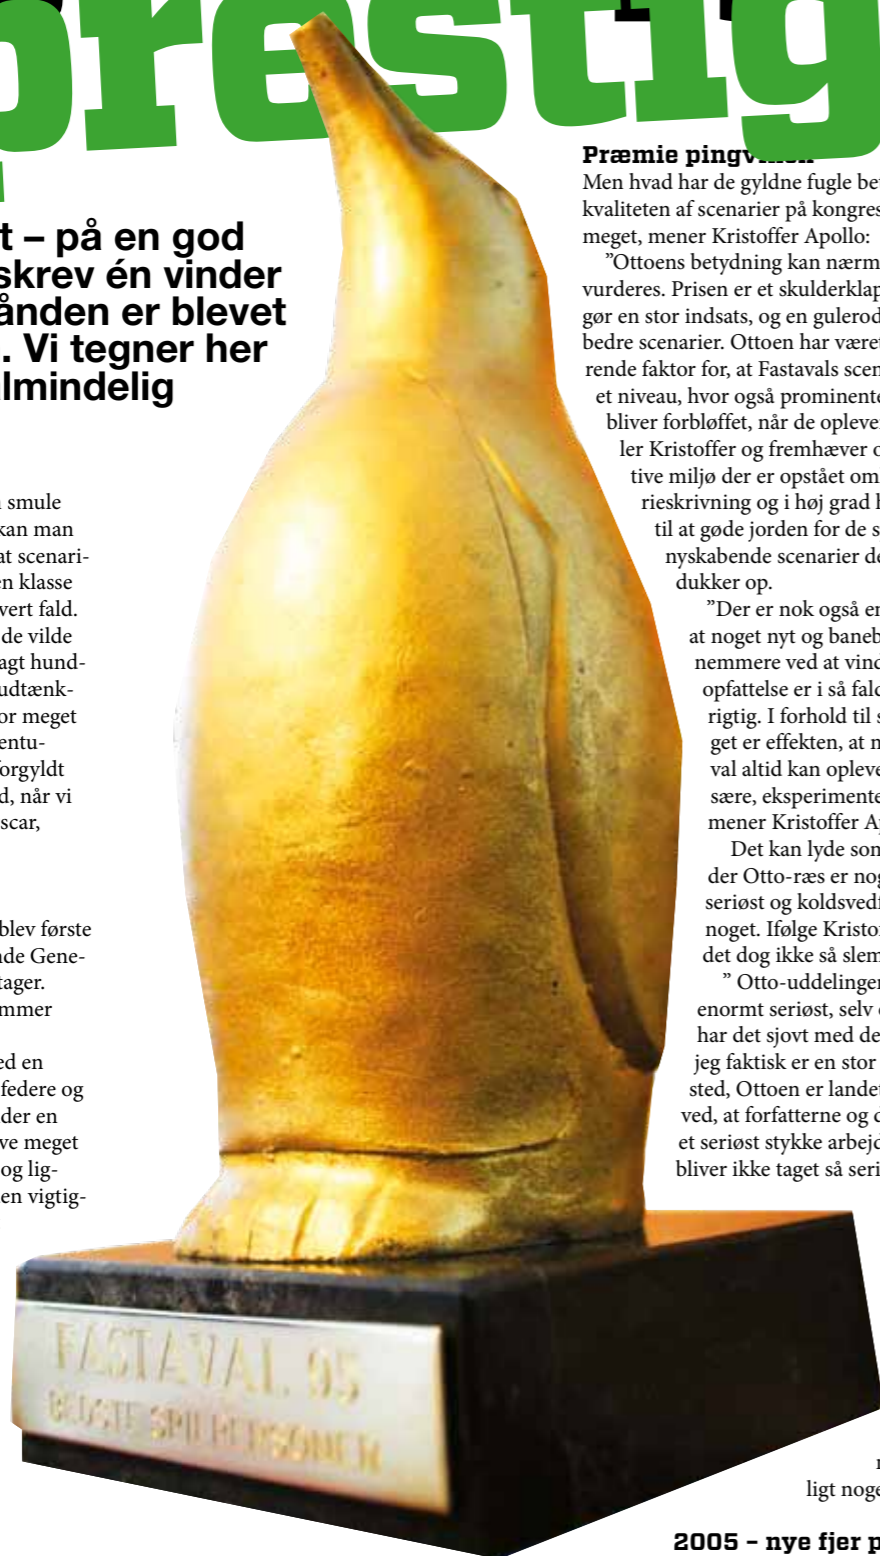 prestig
t – på en god
skrev én vinder
ånden er blevet
. Vi tegner her
lmindelig
smule
kan man
at scenari-
en klasse
vert fald.
de vilde
agt hund-
udtænk-
or meget
entu-
forgyldt
d, når vi
scar,
blev første
nde Gene-
tager.
mmer
ed en
federe og
der en
ve meget
og lig-
en vigtig-
Præmie
Men hvad har de gyldne fugle bet
kvaliteten af scenarier på kongres
meget, mener Kristoffer Apollo:
”Ottoens betydning kan nærm
vurderes. Prisen er et skulderklap
gør en stor indsats, og en gulerod
bedre scenarier. Ottoen har været
rende faktor for, at Fastavals scen
et niveau, hvor også prominente
bliver forbløffet, når de oplever
ler Kristoffer og fremhæver o
tive miljø der er opstået om
rieskrivning og i høj grad h
til at gøde jorden for de s
nyskabende scenarier de
dukker op.
”Der er nok også en
at noget nyt og baneb
nemmere ved at vind
opfattelse er i så fald
rigtig. I forhold til s
get er effekten, at n
val altid kan opleve
sære, eksperimente
mener Kristoffer Ap
Det kan lyde som
der Otto-ræs er nog
seriøst og koldsvedt
noget. Ifølge Kristof
det dog ikke så slem
” Otto-uddelingen
enormt seriøst, selv o
har det sjovt med de
jeg faktisk er en stor
sted, Ottoen er landet
ved, at forfatterne og d
et seriøst stykke arbejd
bliver ikke taget så seri
FASTAVAL 95
BEDSTE SPILPERSONER
ligt noge
2005 – nye fjer p